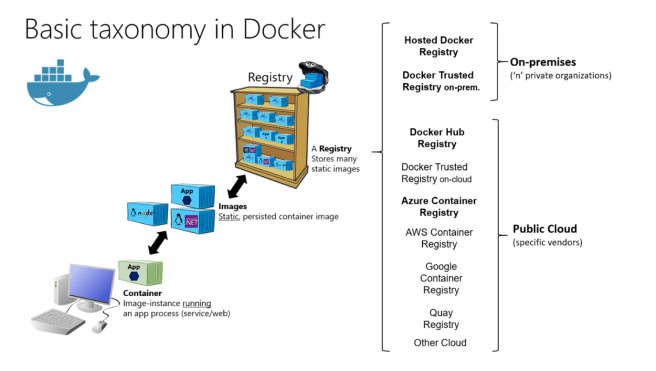 Basic taxonomy in Docker
Registry
A Registry
Stores many
static images
App
node
.NET
Images
Static, persisted container image
App
Container
Image-instance running
an app process (service/web)
Hosted Docker
Registry
Docker Trusted
Registry on-prem.
On-premises
('n' private organizations)
Docker Hub
Registry
Docker Trusted
Registry on-cloud
Azure Container
Registry
AWS Container
Registry
Google
Container
Registry
Quay
Registry
Other Cloud
Public Cloud
(specific vendors)